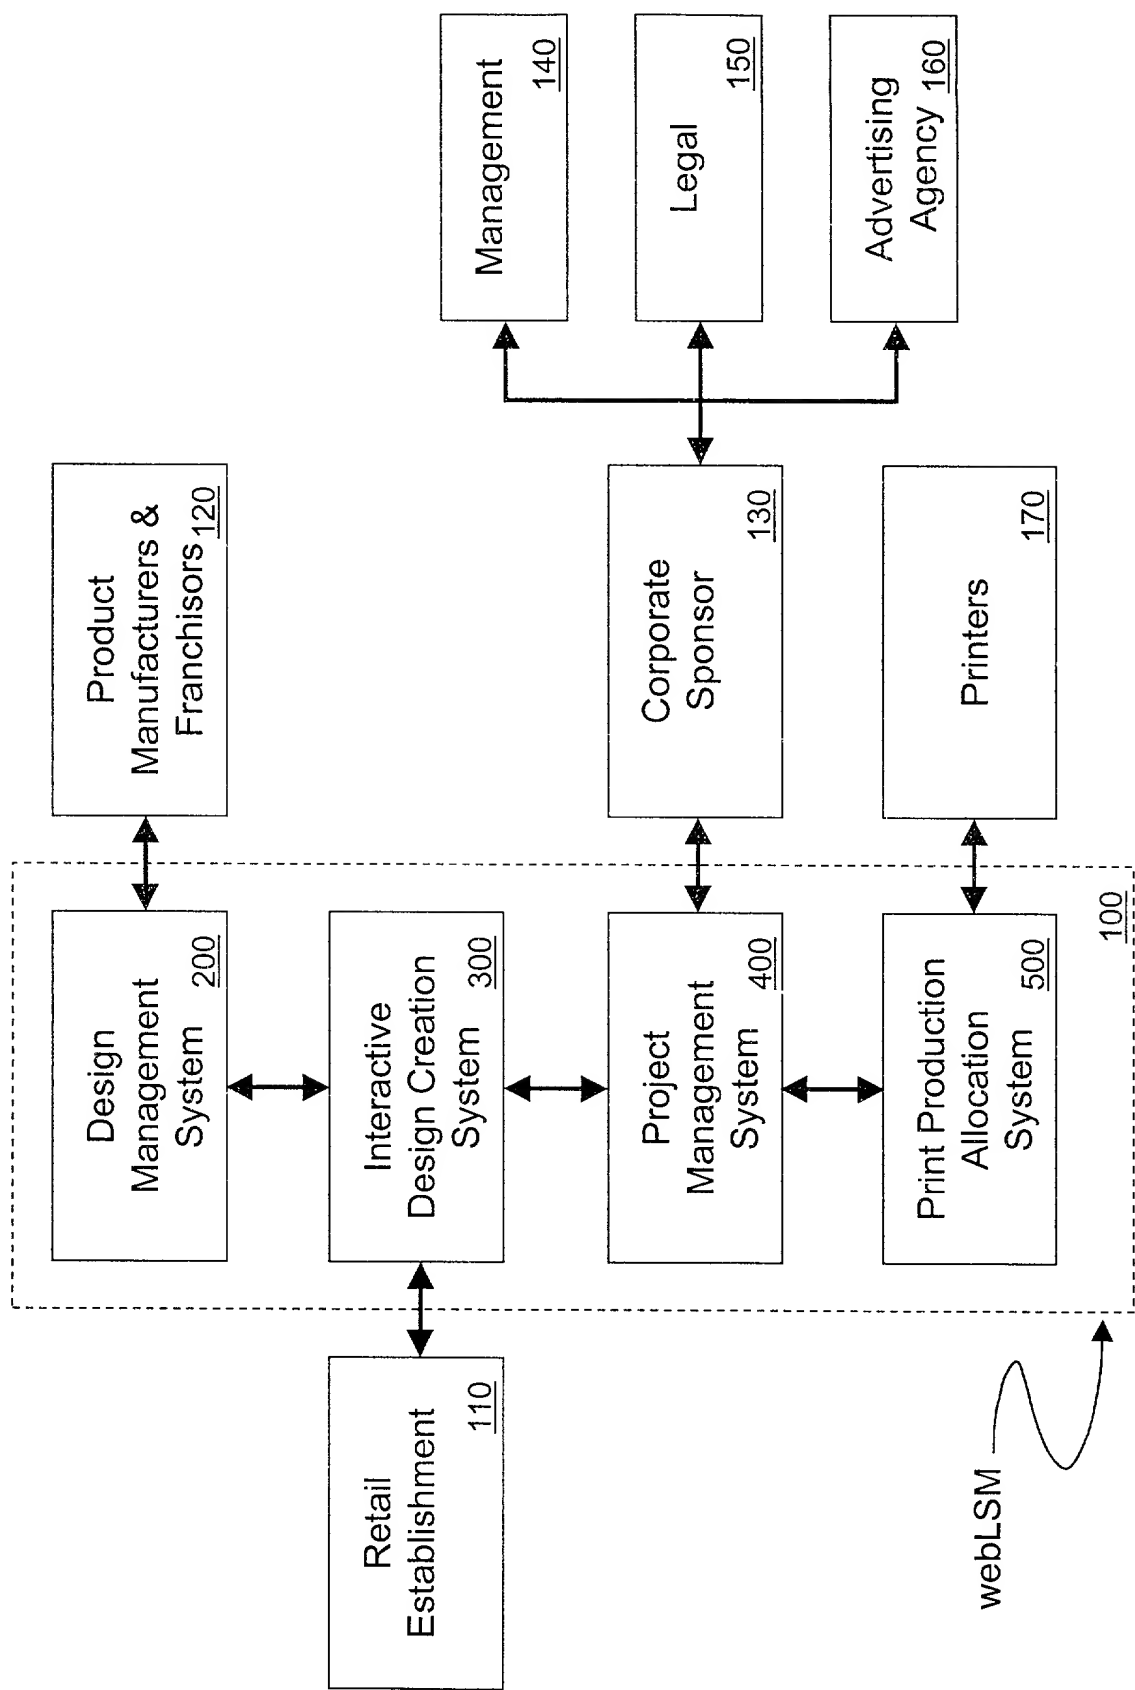 Retail
Establishment
110
Design
Management
System
200
Interactive
Design Creation
System
300
Project
Management
System
400
Print Production
Allocation
System
500
100
webLSM
Product
Manufacturers &
Franchisors
120
Corporate
Sponsor
130
Printers
170
Management
140
Legal
150
Advertising
Agency
160